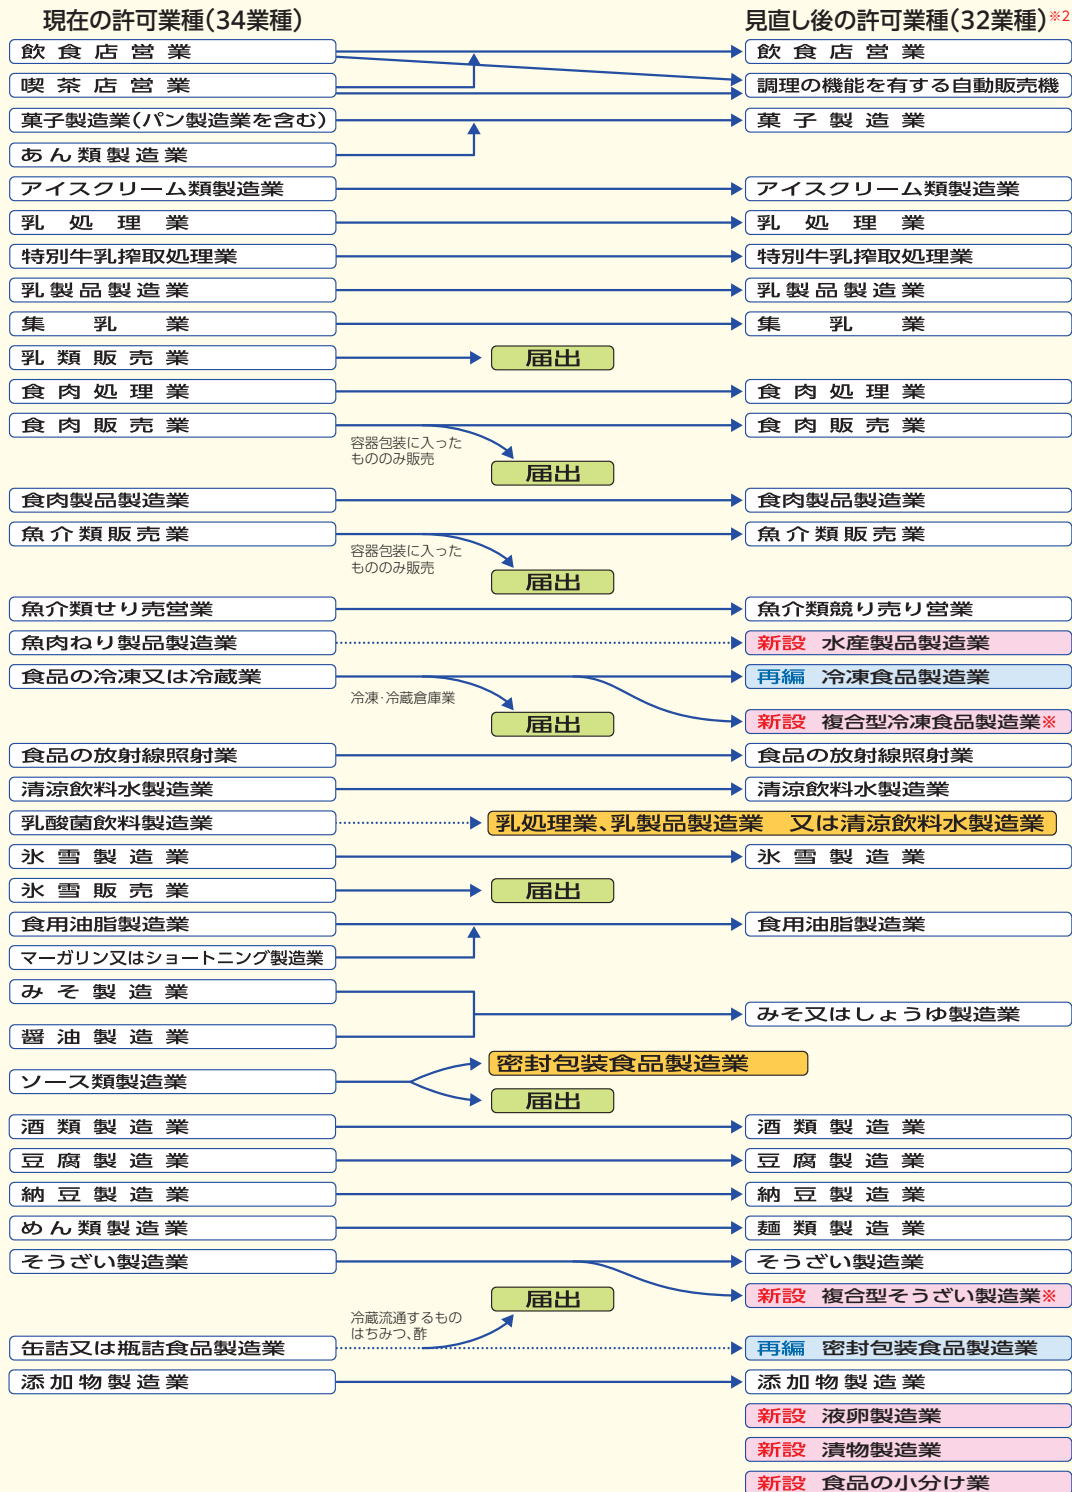 現在の許可業種(34業種) 見直し後の許可業種(32業種)※2
飲食店営業 飲食店営業
喫茶店営業 調理の機能を有する自動販売機
菓子製造業(パン製造業を含む) 菓子製造業
あん類製造業
アイスクリーム類製造業 アイスクリーム類製造業
乳処理業 乳処理業
特別牛乳搾取処理業 特別牛乳搾取処理業
乳製品製造業 乳製品製造業
集乳業 集乳業
乳類販売業 届出
食肉処理業 食肉処理業
食肉販売業 食肉販売業
容器包装に入った
もののみ販売
届出
食肉製品製造業 食肉製品製造業
魚介類販売業 魚介類販売業
容器包装に入った
もののみ販売
届出
魚介類せり売営業 魚介類競り売り営業
魚肉ねり製品製造業 新設 水産製品製造業
食品の冷凍又は冷蔵業 再編 冷凍食品製造業
冷凍・冷蔵倉庫業
届出 新設 複合型冷凍食品製造業※
食品の放射線照射業 食品の放射線照射業
清涼飲料水製造業 清涼飲料水製造業
乳酸菌飲料製造業 乳処理業、乳製品製造業 又は清涼飲料水製造業
氷雪製造業 氷雪製造業
氷雪販売業 届出
食用油脂製造業 食用油脂製造業
マーガリン又はショートニング製造業
みそ製造業
みそ又はしょうゆ製造業
醤油製造業
密封包装食品製造業
ソース類製造業
届出
酒類製造業 酒類製造業
豆腐製造業 豆腐製造業
納豆製造業 納豆製造業
めん類製造業 麺類製造業
そうざい製造業 そうざい製造業
届出 新設 複合型そうざい製造業※
冷蔵流通するもの
はちみつ、酢
缶詰又は瓶詰食品製造業 再編 密封包装食品製造業
添加物製造業 添加物製造業
新設 液卵製造業
新設 漬物製造業
新設 食品の小分け業